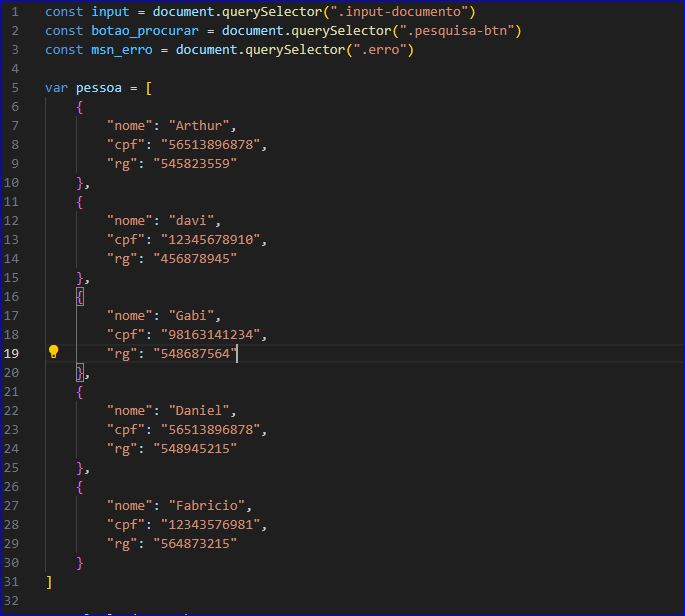 1 const input = document.querySelector(".input-documento")
2 const botao_procurar = document.querySelector(".pesquisa-btn")
3 const msn_erro = document.querySelector(".erro")
4
5 var pessoa = [
6 {
7 "nome": "Arthur",
8 "cpf": "56513896878",
9 "rg": "545823559"
10 },
11 {
12 "nome": "davi",
13 "cpf": "12345678910",
14 "rg": "456878945"
15 },
16 {
17 "nome": "Gabi",
18 "cpf": "98163141234",
19 "rg": "548687564"
20 },
21 {
22 "nome": "Daniel",
23 "cpf": "56513896878",
24 "rg": "548945215"
25 },
26 {
27 "nome": "Fabricio",
28 "cpf": "12343576981",
29 "rg": "564873215"
30 }
31 ]
32